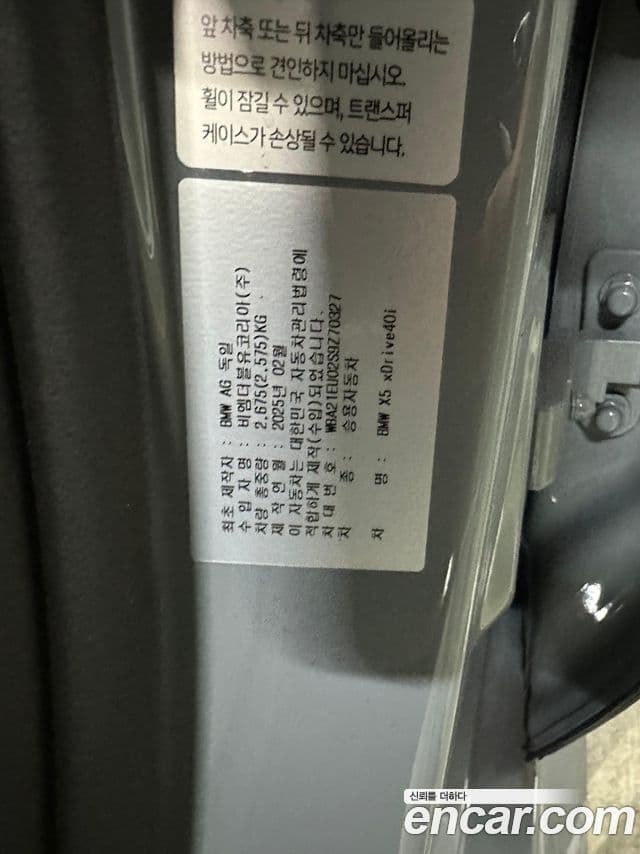 앞 차축 또는 뒤 차축만 들어올리는
방법으로 견인하지 마십시오.
휠이 잠길 수 있으며, 트랜스퍼
케이스가 손상될 수 있습니다.
최초 제작자 : BMW AG 독일
수 입 자 명 : 비엠더블유코리아(주)
차량 총중량 : 2,675(2,575)KG
제 작 연 월 : 2025년 02월
이 자동차는 대한민국 자동차관리법령에
적합하게 제작(수입)되었습니다.
차 대 번 호 : WBA21EU02S9Z70327
차 종 : 승용자동차
차 명 : BMW X5 xDrive40i
신뢰를 더하다
encar.com